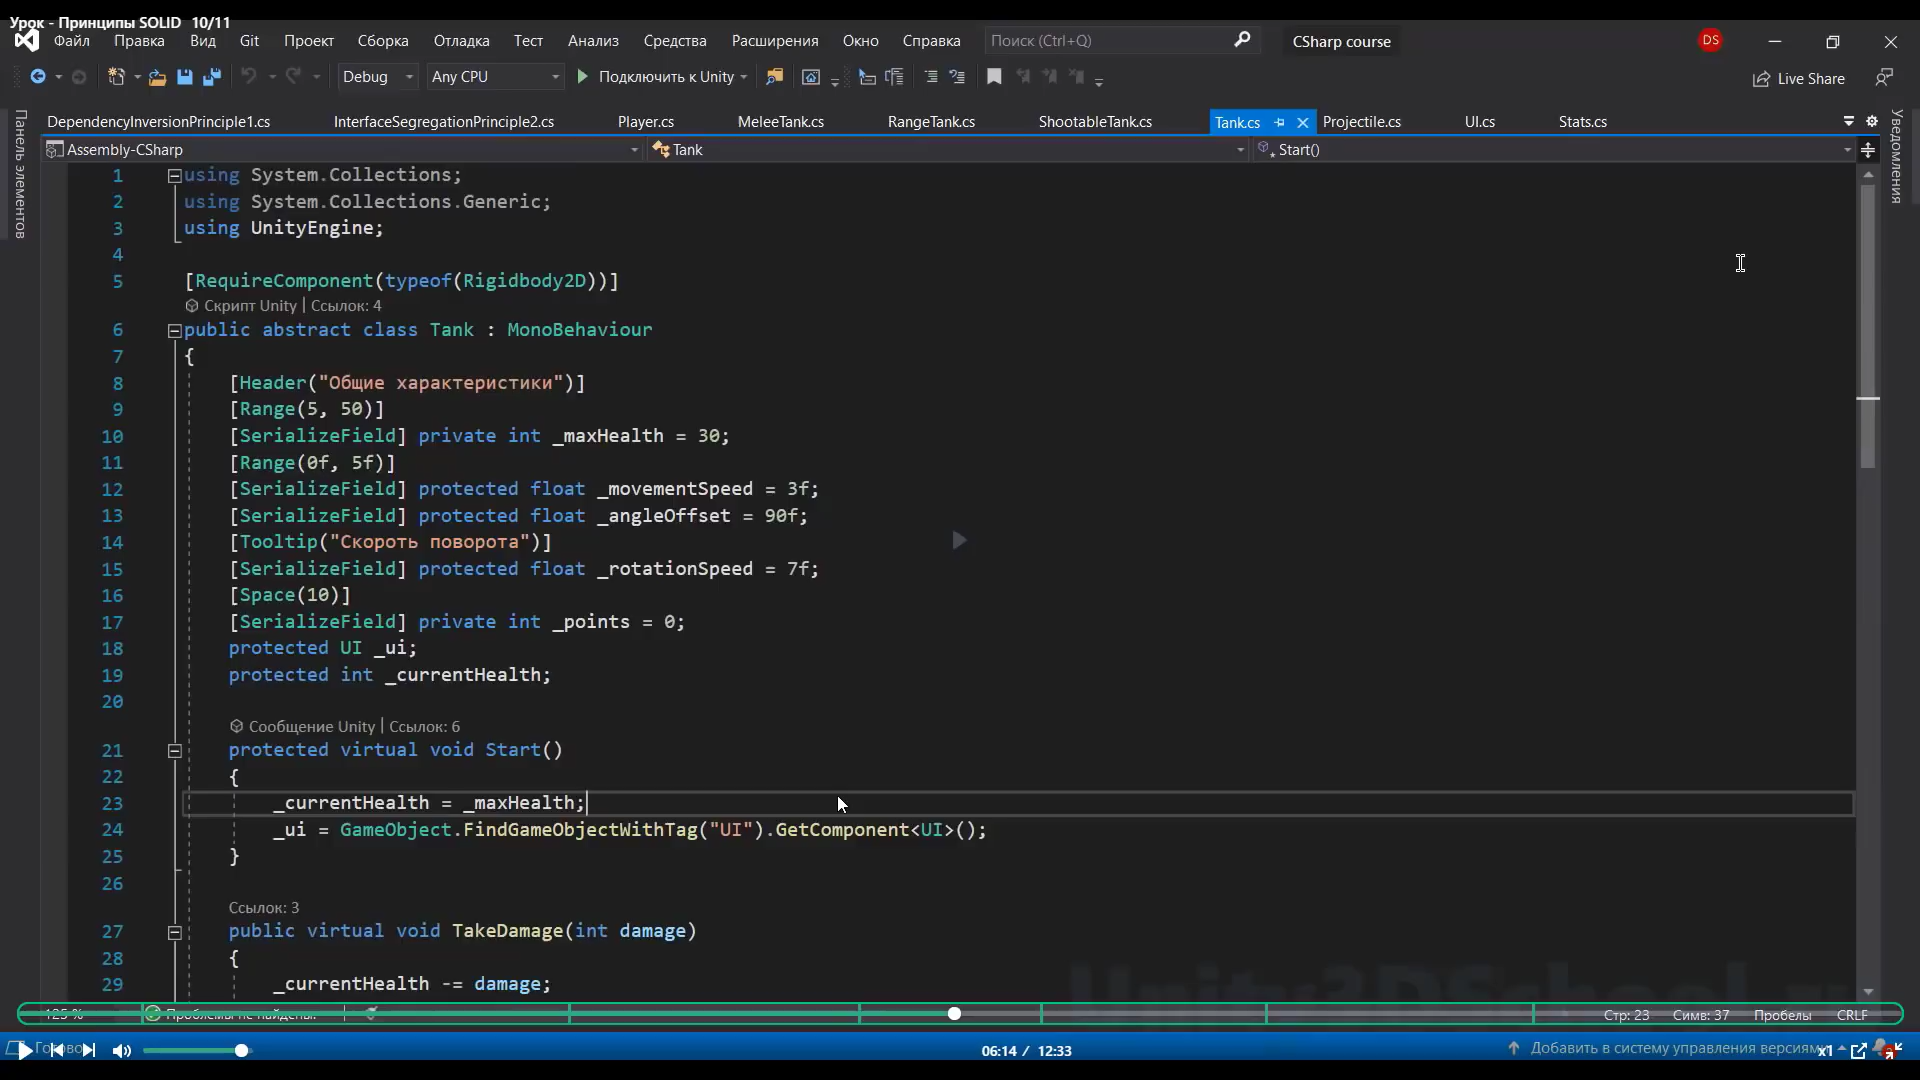 Урок - Принципы SOLID 10/11
Файл Правка Вид Git Проект Сборка Отладка Тест Анализ Средства Расширения Окно Справка Поиск (Ctrl+Q) CSharp course DS
Debug Any CPU Подключить к Unity Live Share
DependencyInversionPrinciple1.cs InterfaceSegregationPrinciple2.cs Player.cs MeleeTank.cs RangeTank.cs ShootableTank.cs Tank.cs Projectile.cs UI.cs Stats.cs
Панель элементов
Уведомления
Assembly-CSharp Tank Start()
1 using System.Collections;
2 using System.Collections.Generic;
3 using UnityEngine;
4
5 [RequireComponent(typeof(Rigidbody2D))]
Скрипт Unity | Ссылок: 4
6 public abstract class Tank : MonoBehaviour
7 {
8 [Header("Общие характеристики")]
9 [Range(5, 50)]
10 [SerializeField] private int _maxHealth = 30;
11 [Range(0f, 5f)]
12 [SerializeField] protected float _movementSpeed = 3f;
13 [SerializeField] protected float _angleOffset = 90f;
14 [Tooltip("Скороть поворота")]
15 [SerializeField] protected float _rotationSpeed = 7f;
16 [Space(10)]
17 [SerializeField] private int _points = 0;
18 protected UI _ui;
19 protected int _currentHealth;
20
Сообщение Unity | Ссылок: 6
21 protected virtual void Start()
22 {
23 _currentHealth = _maxHealth;
24 _ui = GameObject.FindGameObjectWithTag("UI").GetComponent<UI>();
25 }
26
Ссылок: 3
27 public virtual void TakeDamage(int damage)
28 {
29 _currentHealth -= damage;
125 % Проблемы не найдены. Стр: 23 Симв: 37 Пробелы CRLF
Готово 06:14 / 12:33 Добавить в систему управления версиями x1